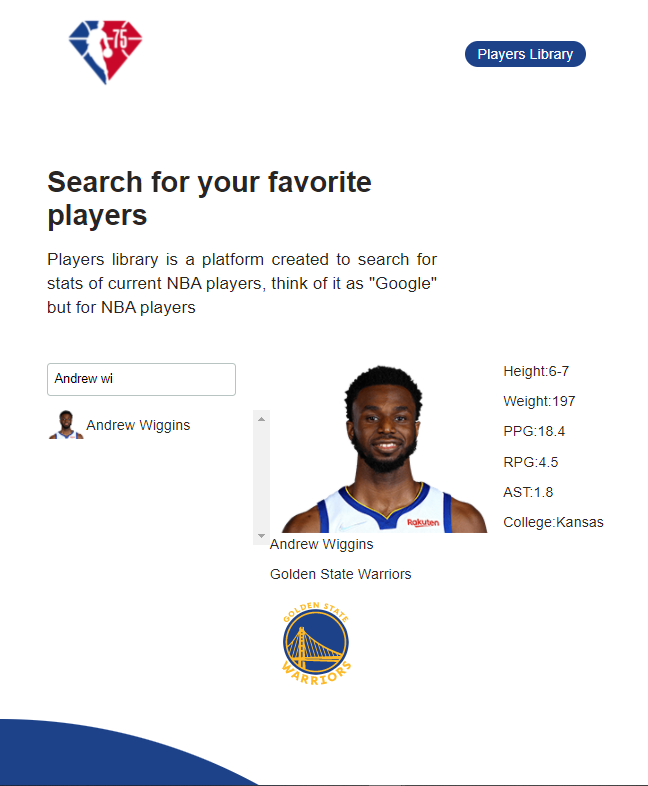 75
Players Library
Search for your favorite
players
Players library is a platform created to search for
stats of current NBA players, think of it as "Google"
but for NBA players
Andrew wi
Andrew Wiggins
Rakuten
Andrew Wiggins
Golden State Warriors
GOLDEN STATE
WARRIORS
Height:6-7
Weight:197
PPG:18.4
RPG:4.5
AST:1.8
College:Kansas